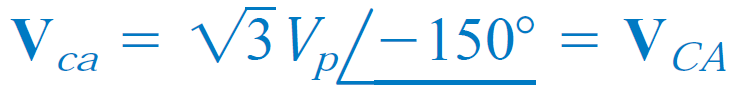 V_ca = √3 V_p∠−150° = V_CA